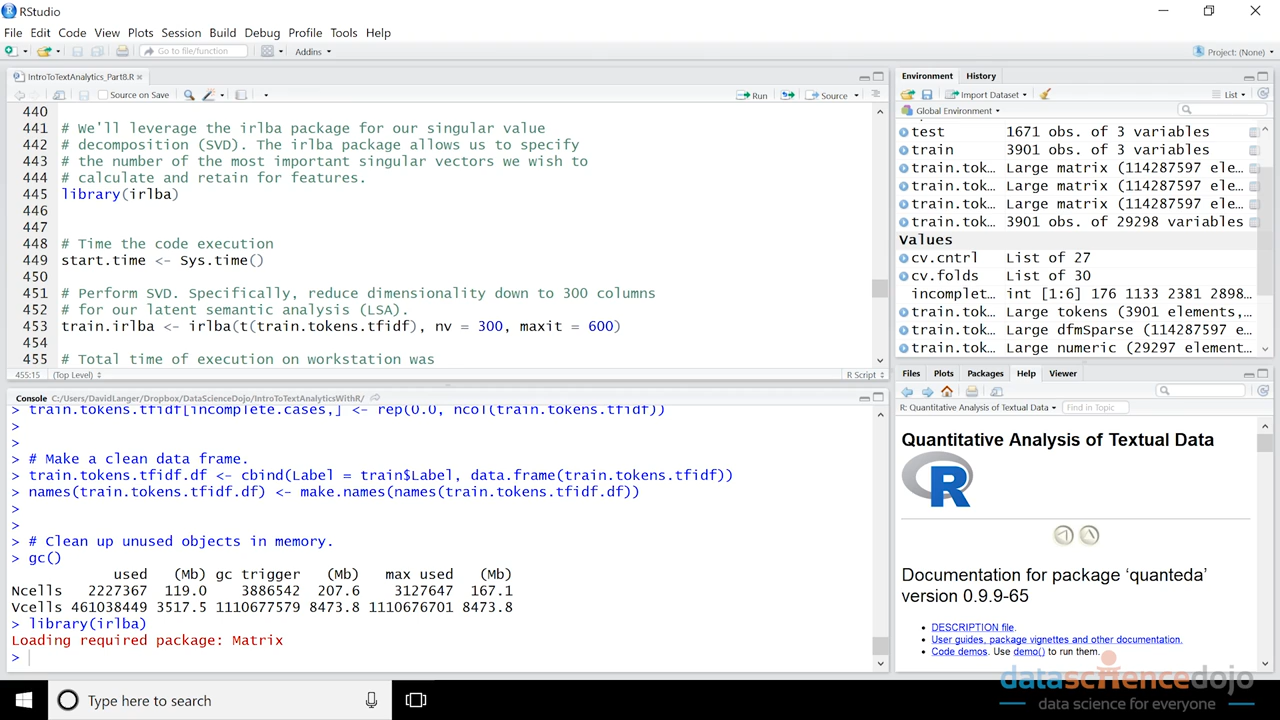 RStudio
File Edit Code View Plots Session Build Debug Profile Tools Help
Go to file/function Addins Project: (None)
IntroToTextAnalytics_Part8.R
Source on Save Run Source
440
441 # We'll leverage the irlba package for our singular value
442 # decomposition (SVD). The irlba package allows us to specify
443 # the number of the most important singular vectors we wish to
444 # calculate and retain for features.
445 library(irlba)
446
447
448 # Time the code execution
449 start.time <- Sys.time()
450
451 # Perform SVD. Specifically, reduce dimensionality down to 300 columns
452 # for our latent semantic analysis (LSA).
453 train.irlba <- irlba(t(train.tokens.tfidf), nv = 300, maxit = 600)
454
455 # Total time of execution on workstation was
455:15 (Top Level) R Script
Console C:/Users/DavidLanger/Dropbox/DataScienceDojo/IntroToTextAnalyticsWithR/
> train.tokens.tfidf[incomplete.cases,] <- rep(0.0, ncol(train.tokens.tfidf))
>
>
> # Make a clean data frame.
> train.tokens.tfidf.df <- cbind(Label = train$Label, data.frame(train.tokens.tfidf))
> names(train.tokens.tfidf.df) <- make.names(names(train.tokens.tfidf.df))
>
>
> # Clean up unused objects in memory.
> gc()
used (Mb) gc trigger (Mb) max used (Mb)
Ncells 2227367 119.0 3886542 207.6 3127647 167.1
Vcells 461038449 3517.5 1110677579 8473.8 1110676701 8473.8
> library(irlba)
Loading required package: Matrix
>
Environment History
Import Dataset List
Global Environment
test 1671 obs. of 3 variables
train 3901 obs. of 3 variables
train.tok… Large matrix (114287597 ele…
train.tok… Large matrix (114287597 ele…
train.tok… Large matrix (114287597 ele…
train.tok… 3901 obs. of 29298 variables
Values
cv.cntrl List of 27
cv.folds List of 30
incomplet… int [1:6] 176 1133 2381 2898…
train.tok… Large tokens (3901 elements,…
train.tok… Large dfmSparse (114287597 e…
train.tok… Large numeric (29297 element…
Files Plots Packages Help Viewer
R: Quantitative Analysis of Textual Data Find in Topic
Quantitative Analysis of Textual Data
R
Documentation for package ‘quanteda’
version 0.9.9-65
DESCRIPTION file.
User guides, package vignettes and other documentation.
Code demos. Use demo() to run them.
datasciencedojo
data science for everyone
Type here to search